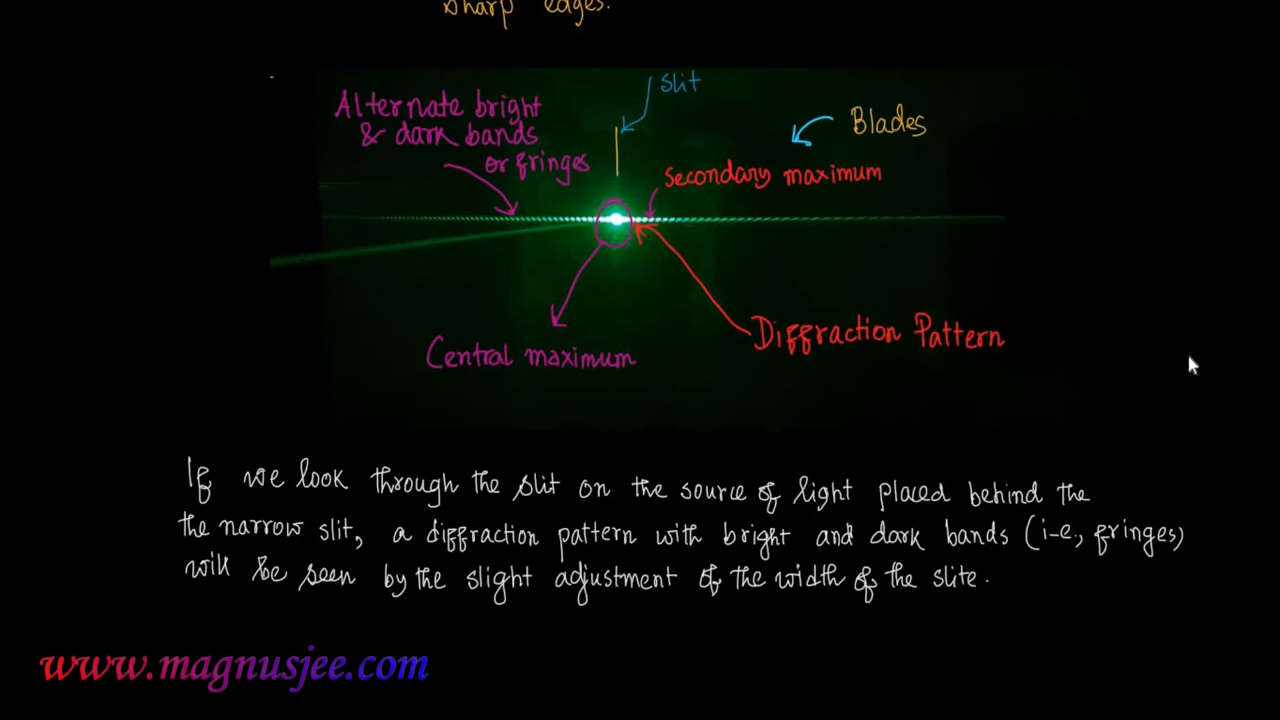 sharp edges.
slit
Alternate bright
& dark bands
or fringes
Blades
Secondary maximum
Central maximum
Diffraction Pattern
If we look through the slit on the source of light placed behind the
the narrow slit, a diffraction pattern with bright and dark bands (i-e., fringes)
will be seen by the slight adjustment of the width of the slite.
www.magnusjee.com